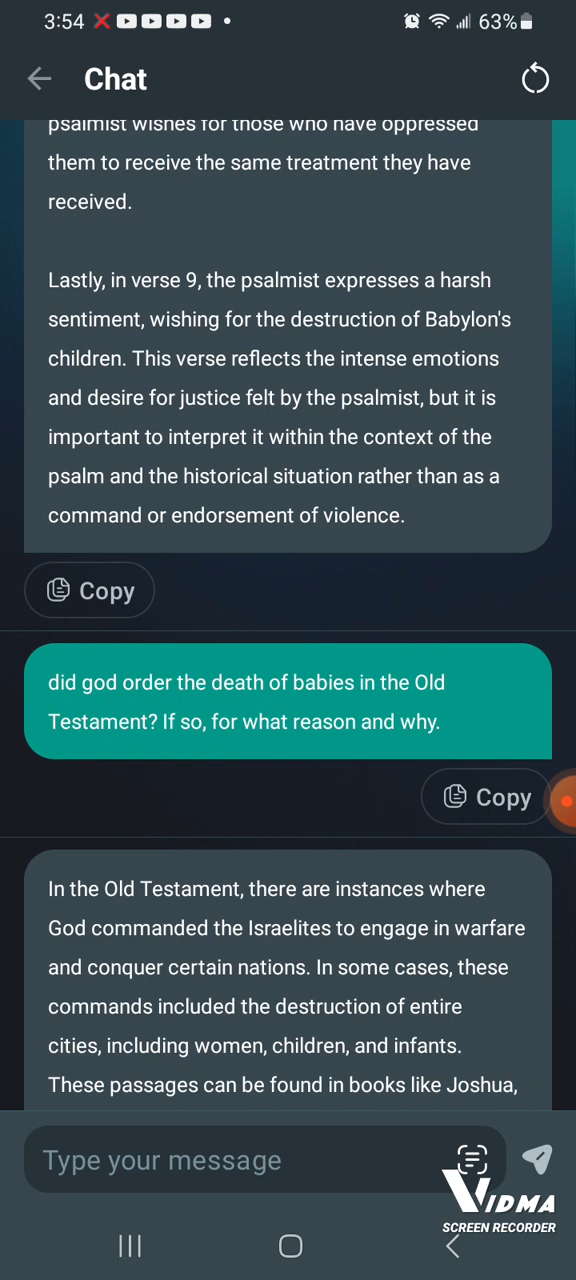 3:54
63%
Chat
psalmist wishes for those who have oppressed
them to receive the same treatment they have
received.
Lastly, in verse 9, the psalmist expresses a harsh
sentiment, wishing for the destruction of Babylon's
children. This verse reflects the intense emotions
and desire for justice felt by the psalmist, but it is
important to interpret it within the context of the
psalm and the historical situation rather than as a
command or endorsement of violence.
Copy
did god order the death of babies in the Old
Testament? If so, for what reason and why.
Copy
In the Old Testament, there are instances where
God commanded the Israelites to engage in warfare
and conquer certain nations. In some cases, these
commands included the destruction of entire
cities, including women, children, and infants.
These passages can be found in books like Joshua,
Type your message
VIDMA
SCREEN RECORDER